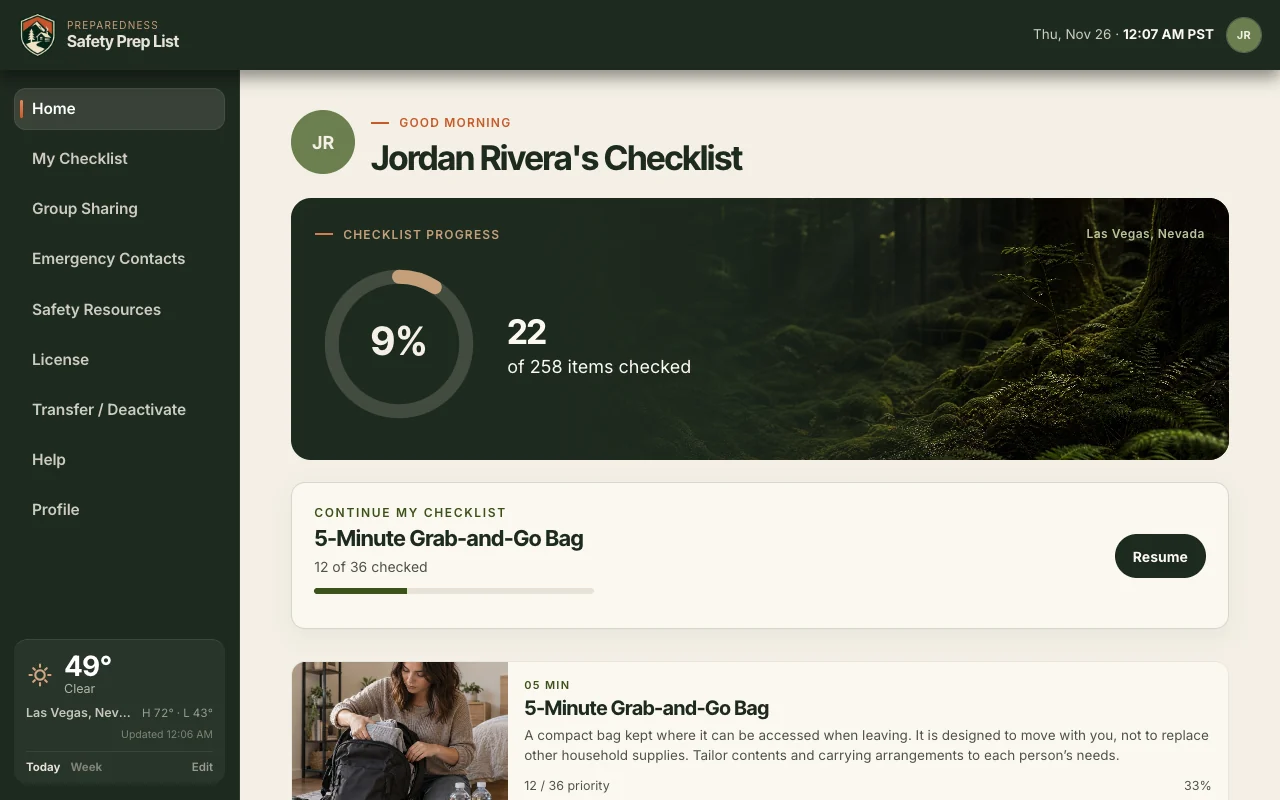 PREPAREDNESS
Safety Prep List
Thu, Nov 26 · 12:07 AM PST
JR
Home
My Checklist
Group Sharing
Emergency Contacts
Safety Resources
License
Transfer / Deactivate
Help
Profile
49°
Clear
Las Vegas, Nev... H 72° · L 43°
Updated 12:06 AM
Today Week Edit
JR
GOOD MORNING
Jordan Rivera's Checklist
CHECKLIST PROGRESS
Las Vegas, Nevada
9%
22
of 258 items checked
CONTINUE MY CHECKLIST
5-Minute Grab-and-Go Bag
12 of 36 checked
Resume
05 MIN
5-Minute Grab-and-Go Bag
A compact bag kept where it can be accessed when leaving. It is designed to move with you, not to replace
other household supplies. Tailor contents and carrying arrangements to each person’s needs.
12 / 36 priority 33%